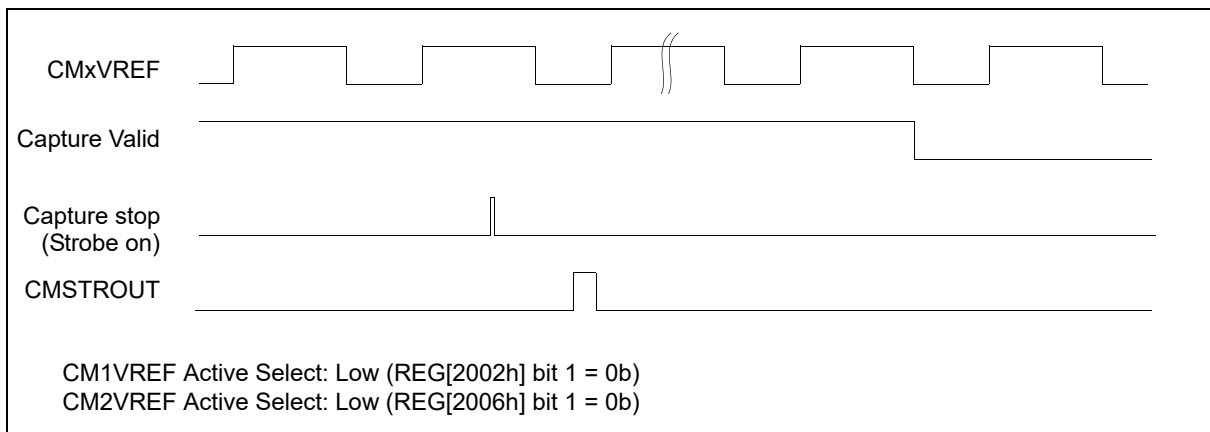 CMxVREF
Capture Valid
Capture stop
(Strobe on)
CMSTROUT
CM1VREF Active Select: Low (REG[2002h] bit 1 = 0b)
CM2VREF Active Select: Low (REG[2006h] bit 1 = 0b)